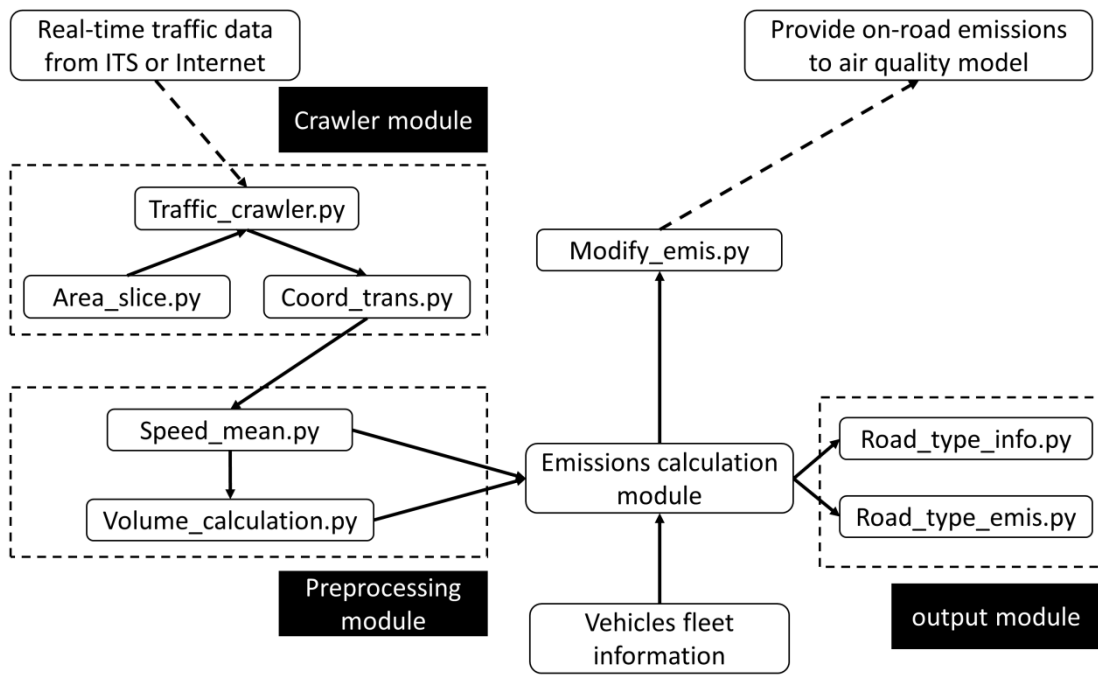 Real-time traffic data
from ITS or Internet
Provide on-road emissions
to air quality model
Crawler module
Traffic_crawler.py
Area_slice.py
Coord_trans.py
Modify_emis.py
Speed_mean.py
Volume_calculation.py
Preprocessing
module
Emissions calculation
module
Vehicles fleet
information
Road_type_info.py
Road_type_emis.py
output module